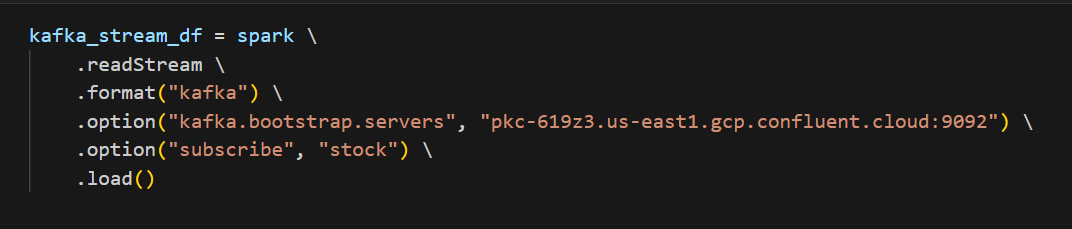 kafka_stream_df = spark \
    .readStream \
    .format("kafka") \
    .option("kafka.bootstrap.servers", "pkc-619z3.us-east1.gcp.confluent.cloud:9092") \
    .option("subscribe", "stock") \
    .load()